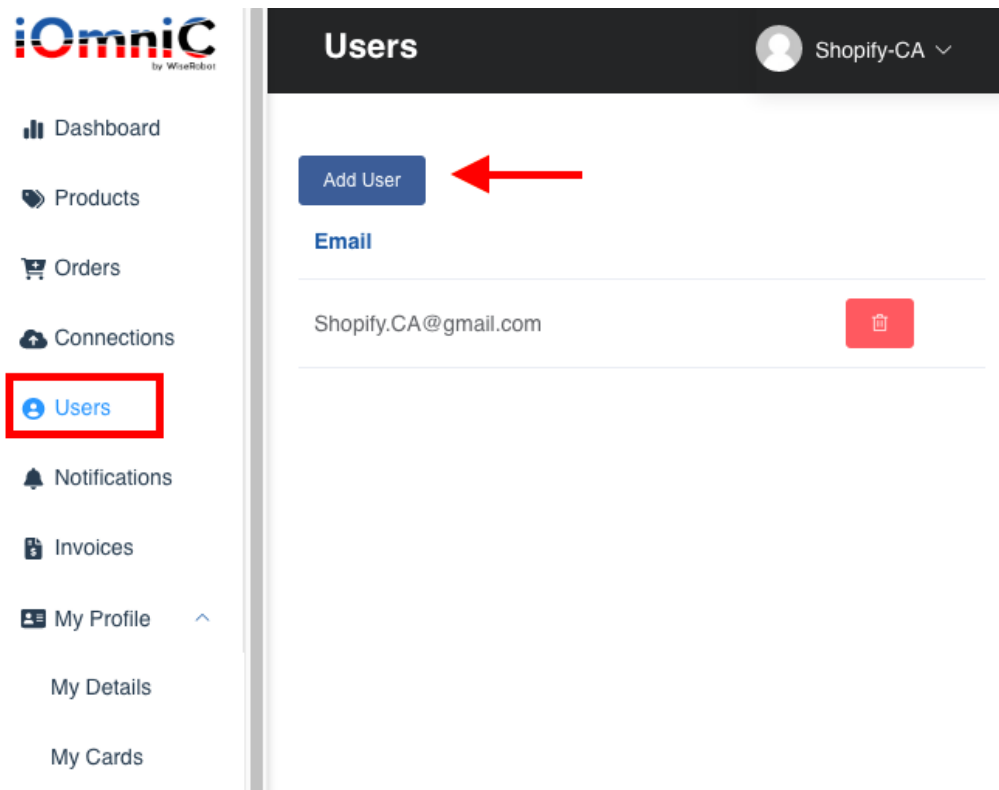 iOmniC
by WiseRobot
Dashboard
Products
Orders
Connections
Users
Notifications
Invoices
My Profile
My Details
My Cards
Users
Shopify-CA
Add User
Email
Shopify.CA@gmail.com